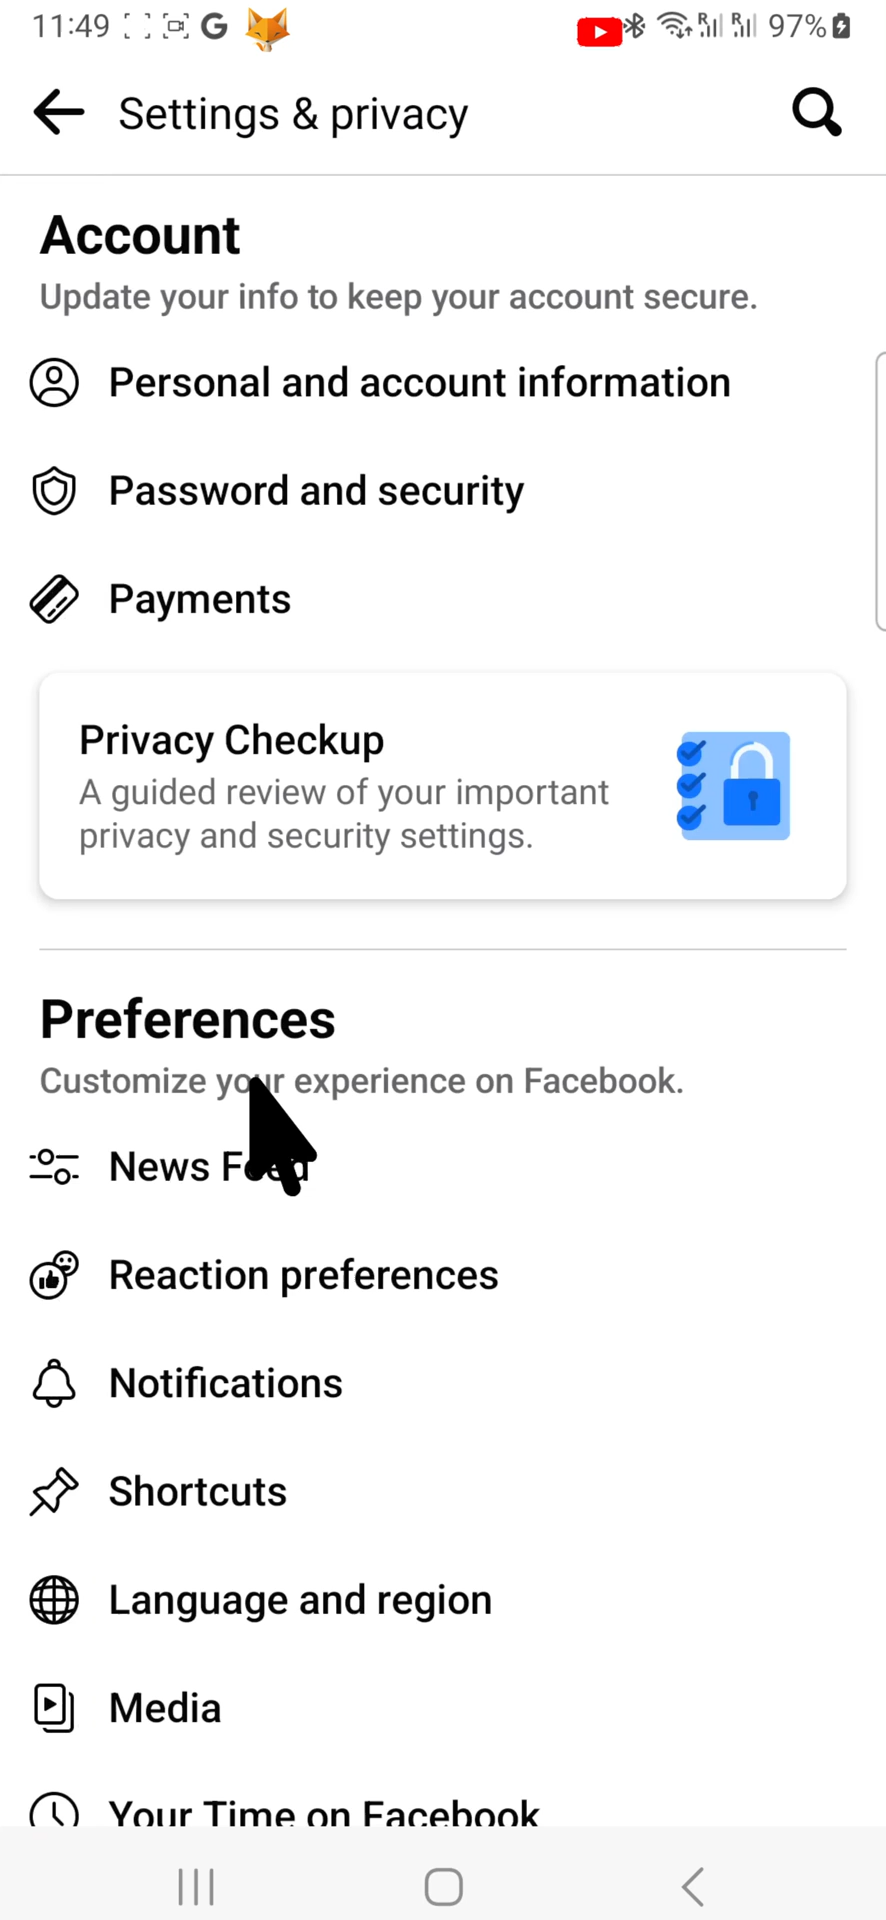 11:49 G 97%
Settings & privacy
Account
Update your info to keep your account secure.
Personal and account information
Password and security
Payments
Privacy Checkup
A guided review of your important
privacy and security settings.
Preferences
Customize your experience on Facebook.
News Feed
Reaction preferences
Notifications
Shortcuts
Language and region
Media
Your Time on Facebook